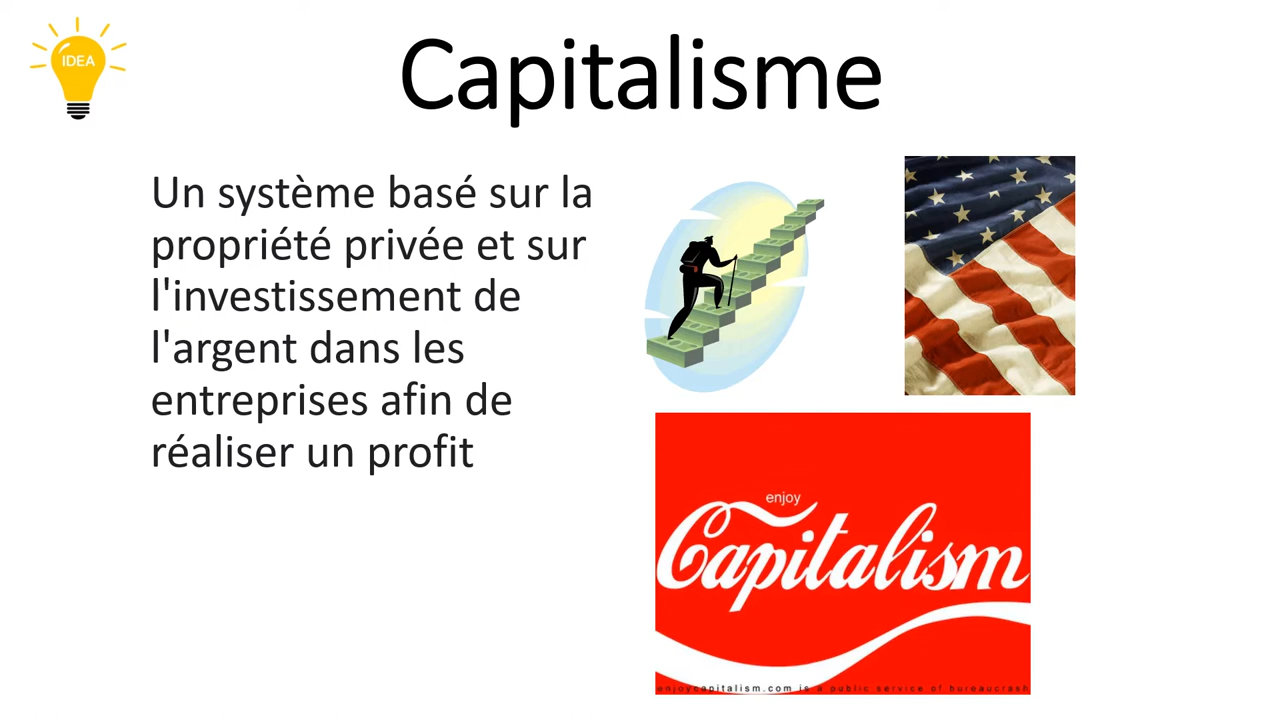 IDEA
Capitalisme
Un système basé sur la
propriété privée et sur
l'investissement de
l'argent dans les
entreprises afin de
réaliser un profit
enjoy
Capitalism
enjoycapitalism.com is a public service of bureaucrash